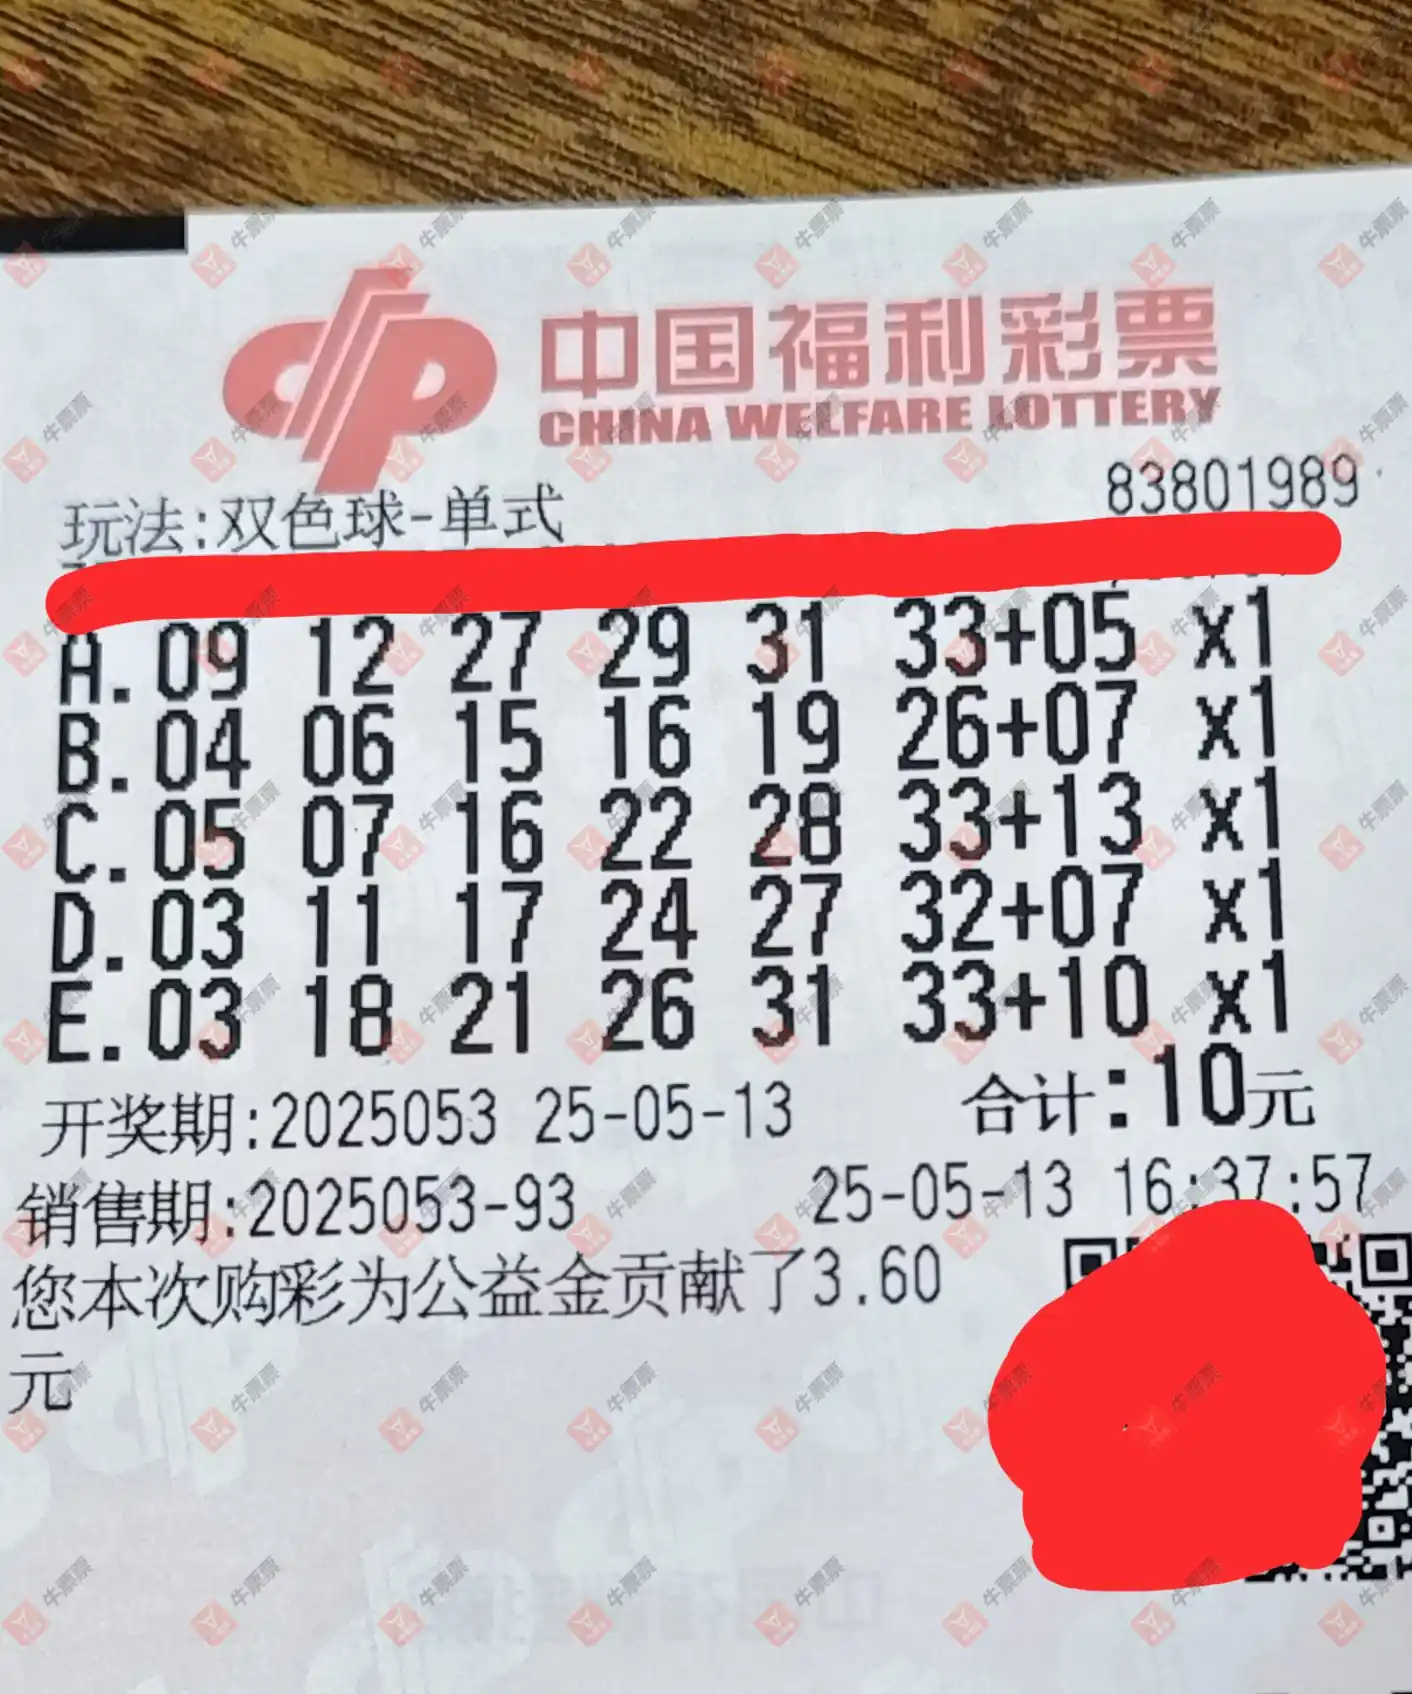 中国福利彩票
CHINA WELFARE LOTTERY
玩法:双色球-单式 83801989
A.09 12 27 29 31 33+05 x1
B.04 06 15 16 19 26+07 x1
C.05 07 16 22 28 33+13 x1
D.03 11 17 24 27 32+07 x1
E.03 18 21 26 31 33+10 x1
开奖期:2025053 25-05-13 合计:10元
销售期:2025053-93 25-05-13 16:37:57
您本次购彩为公益金贡献了3.60
元
牛票票